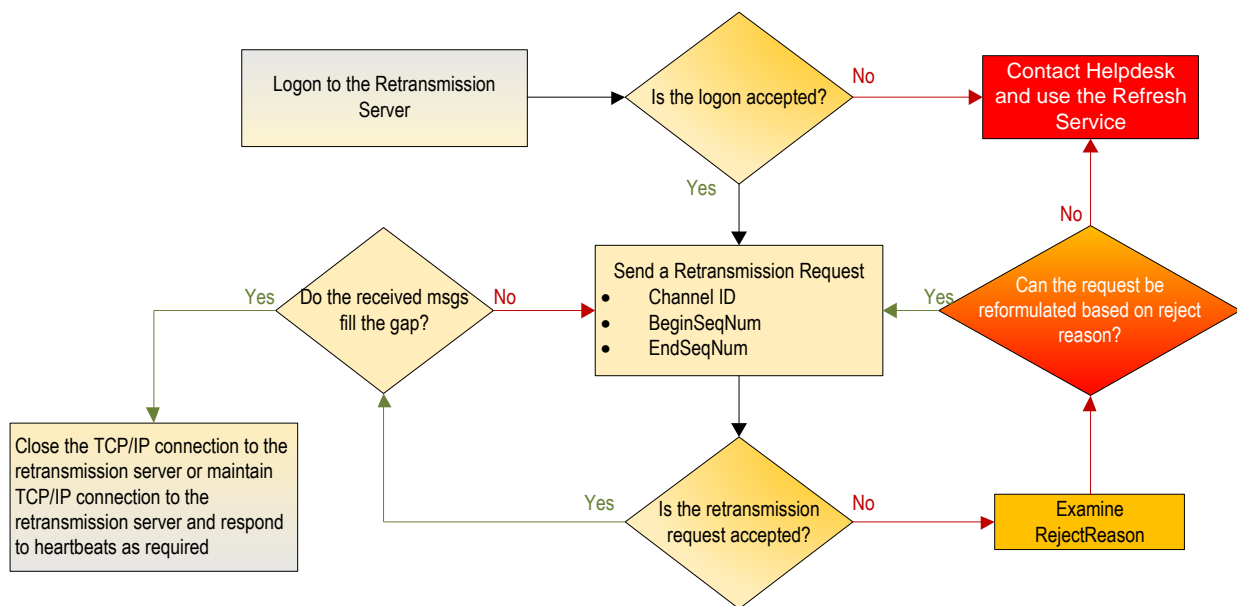 Logon to the Retransmission
Server
Is the logon accepted?
No
Contact Helpdesk
and use the Refresh
Service
Yes
No
Send a Retransmission Request
• Channel ID
• BeginSeqNum
• EndSeqNum
Yes
Do the received msgs
fill the gap?
No
Yes
Can the request be
reformulated based on reject
reason?
Close the TCP/IP connection to the
retransmission server or maintain
TCP/IP connection to the
retransmission server and respond
to heartbeats as required
Yes
Is the retransmission
request accepted?
No
Examine
RejectReason